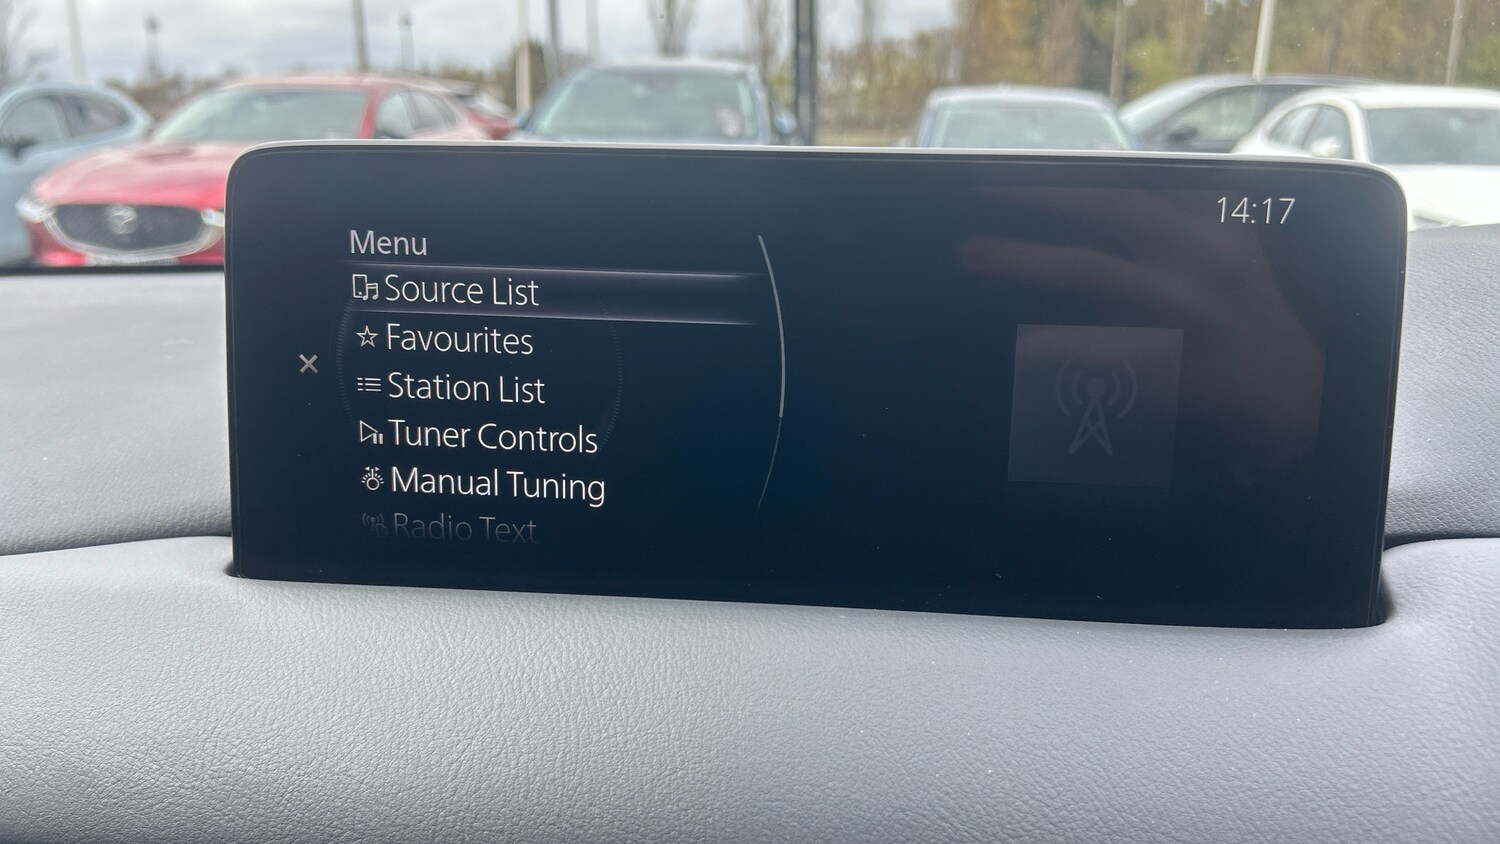 14:17
Menu
Source List
Favourites
Station List
Tuner Controls
Manual Tuning
Radio Text